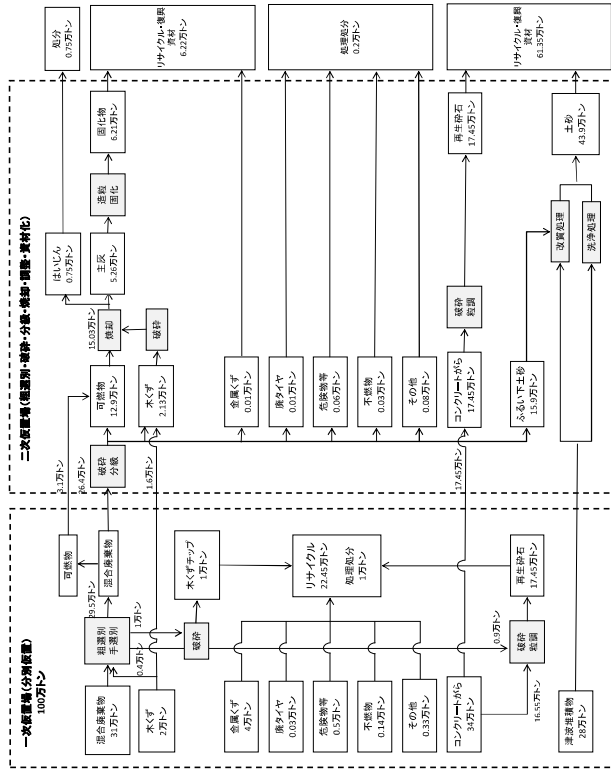 一次仮置場(分別仮置)
100万トン
混合廃棄物
31万トン
粗選別
手選別
29.5万トン
混合廃棄物
可燃物
3.1万トン
26.4万トン
木くず
2万トン
0.4万トン
1万トン
1.6万トン
破砕
木くずチップ
1万トン
金属くず
4万トン
廃タイヤ
0.03万トン
危険物等
0.5万トン
不燃物
0.14万トン
その他
0.33万トン
リサイクル
22.45万トン
処理処分
1万トン
コンクリートがら
34万トン
16.55万トン
0.9万トン
破砕
粒調
再生砕石
17.45万トン
17.45万トン
津波堆積物
28万トン
二次仮置場(粗選別・破砕・分級・焼却・調整・資材化)
破砕
分級
可燃物
12.9万トン
木くず
2.13万トン
破砕
15.03万トン
焼却
はいじん
0.75万トン
主灰
5.26万トン
造粒
固化
固化物
6.21万トン
金属くず
0.01万トン
廃タイヤ
0.01万トン
危険物等
0.06万トン
不燃物
0.03万トン
その他
0.08万トン
コンクリートがら
17.45万トン
破砕
粒調
再生砕石
17.45万トン
ふるい下土砂
15.9万トン
改質処理
洗浄処理
土砂
43.9万トン
処分
0.75万トン
リサイクル・復興
資材
6.22万トン
処理処分
0.2万トン
リサイクル・復興
資材
61.35万トン